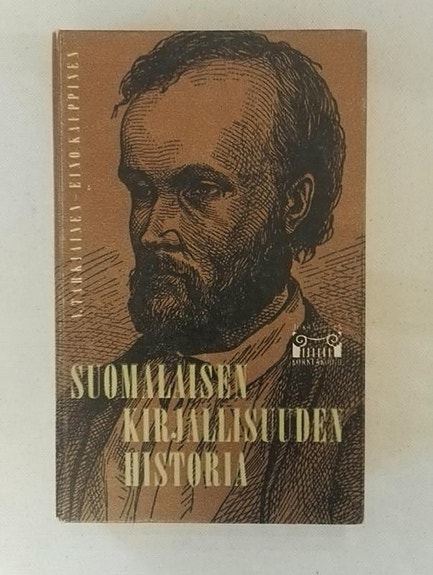 A. TARKIAINEN – EINO KAUPPINEN
SUOMALAISEN
KIRJALLISUUDEN
HISTORIA